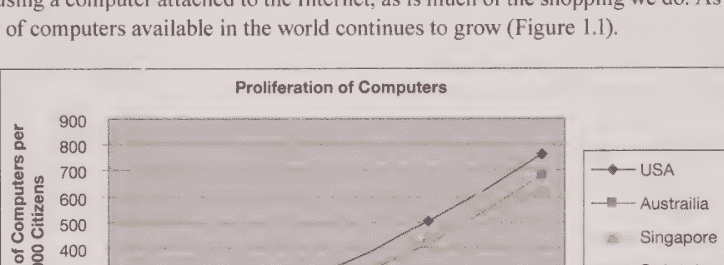 using a computer attached to the Internet, as is much of the shopping we do. As
of computers available in the world continues to grow (Figure 1.1).
Proliferation of Computers
900
800
700
600
500
400
of Computers per
000 Citizens
USA
Austrailia
Singapore